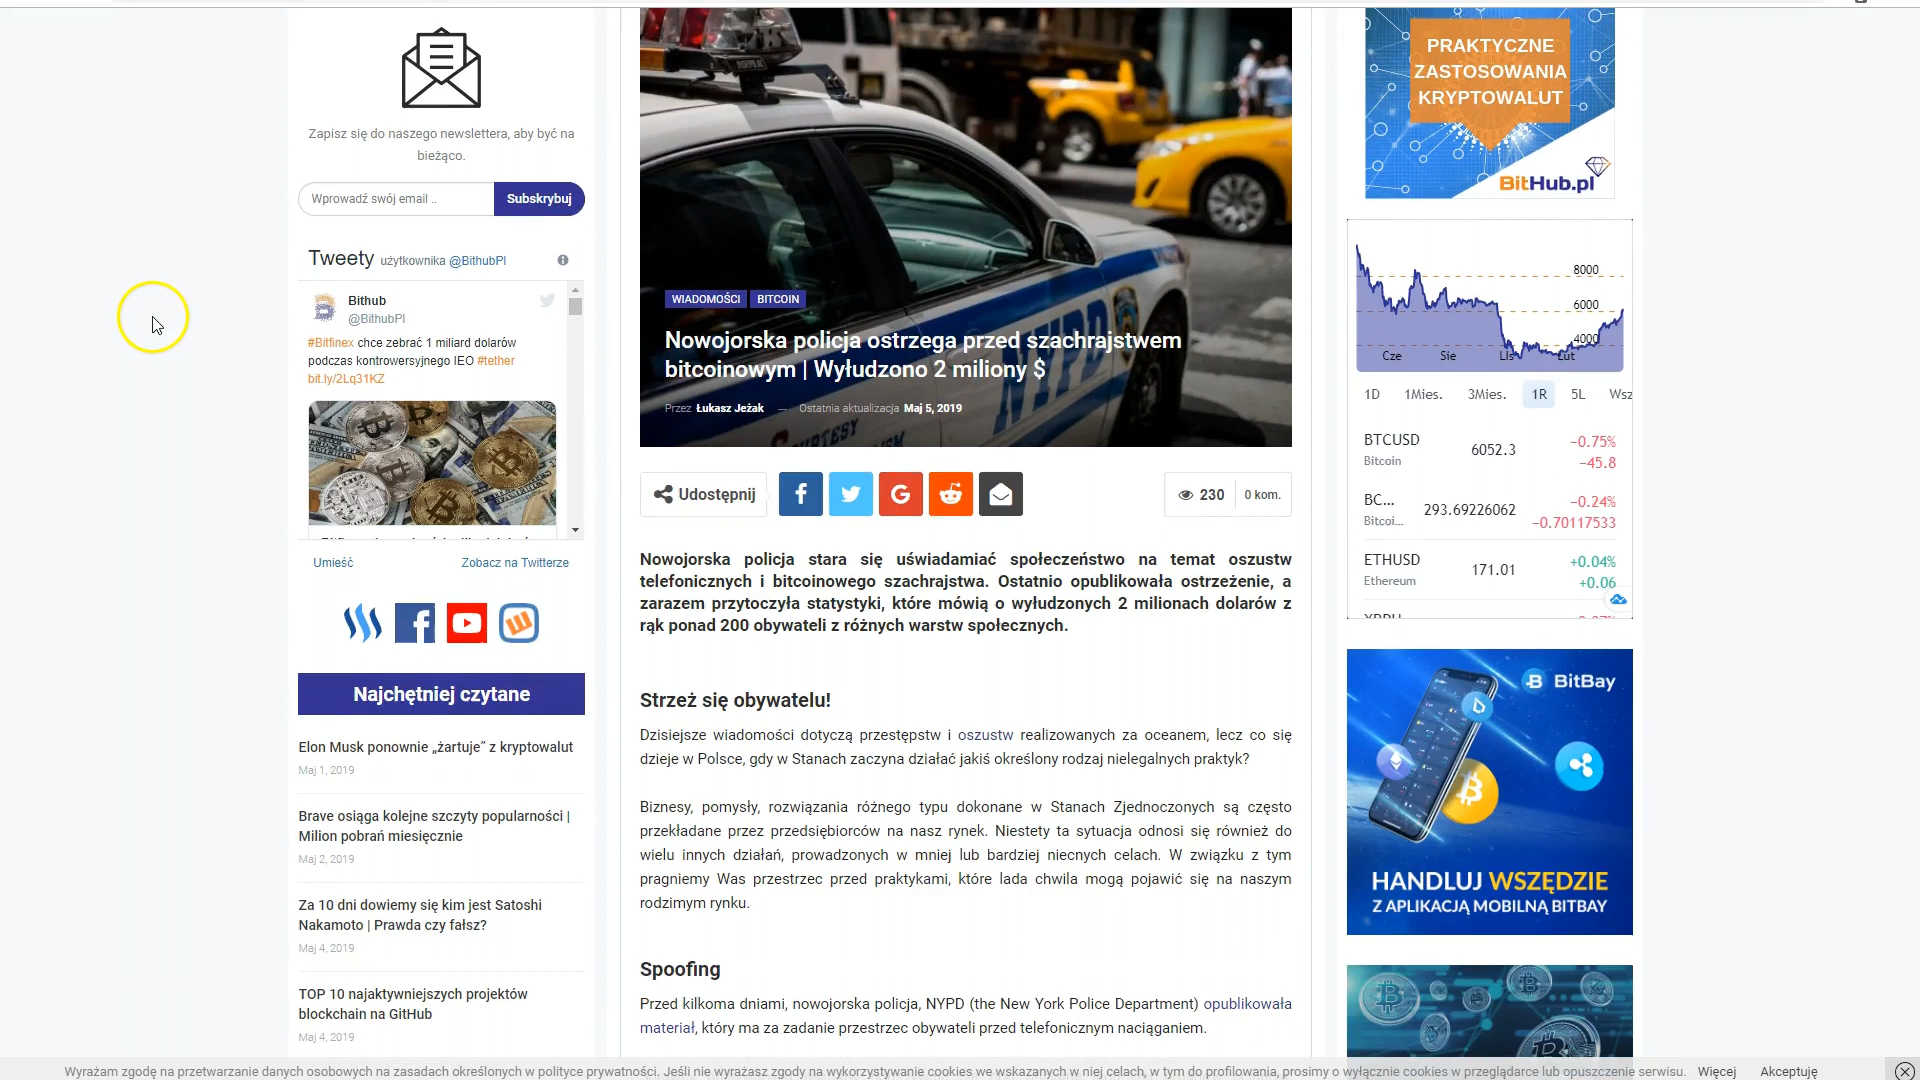 Zapisz się do naszego newslettera, aby być na
bieżąco.
Wprowadź swój email ..
Subskrybuj
Tweety użytkownika @BithubPl
Bithub
@BithubPl
#Bitfinex chce zebrać 1 miliard dolarów
podczas kontrowersyjnego IEO #tether
bit.ly/2Lq31KZ
Umieść
Zobacz na Twitterze
Najchętniej czytane
Elon Musk ponownie „żartuje” z kryptowalut
Maj 1, 2019
Brave osiąga kolejne szczyty popularności |
Milion pobrań miesięcznie
Maj 2, 2019
Za 10 dni dowiemy się kim jest Satoshi
Nakamoto | Prawda czy fałsz?
Maj 4, 2019
TOP 10 najaktywniejszych projektów
blockchain na GitHub
Maj 4, 2019
NYPD
COURTESY
WIADOMOŚCI
BITCOIN
Nowojorska policja ostrzega przed szachrajstwem
bitcoinowym | Wyłudzono 2 miliony $
Przez Łukasz Jeżak — Ostatnia aktualizacja Maj 5, 2019
Udostępnij
230
0 kom.
Nowojorska policja stara się uświadamiać społeczeństwo na temat oszustw
telefonicznych i bitcoinowego szachrajstwa. Ostatnio opublikowała ostrzeżenie, a
zarazem przytoczyła statystyki, które mówią o wyłudzonych 2 milionach dolarów z
rąk ponad 200 obywateli z różnych warstw społecznych.
Strzeż się obywatelu!
Dzisiejsze wiadomości dotyczą przestępstw i oszustw realizowanych za oceanem, lecz co się
dzieje w Polsce, gdy w Stanach zaczyna działać jakiś określony rodzaj nielegalnych praktyk?
Biznesy, pomysły, rozwiązania różnego typu dokonane w Stanach Zjednoczonych są często
przekładane przez przedsiębiorców na nasz rynek. Niestety ta sytuacja odnosi się również do
wielu innych działań, prowadzonych w mniej lub bardziej niecnych celach. W związku z tym
pragniemy Was przestrzec przed praktykami, które lada chwila mogą pojawić się na naszym
rodzimym rynku.
Spoofing
Przed kilkoma dniami, nowojorska policja, NYPD (the New York Police Department) opublikowała
materiał, który ma za zadanie przestrzec obywateli przed telefonicznym naciąganiem.
PRAKTYCZNE
ZASTOSOWANIA
KRYPTOWALUT
BitHub.pl
8000
6000
4000
Cze Sie Lis Lut
1D 1Mies. 3Mies. 1R 5L Wsz
BTCUSD
Bitcoin
6052.3
−0.75%
−45.8
BC...
Bitcoi...
293.69226062
−0.24%
−0.70117533
ETHUSD
Ethereum
171.01
+0.04%
+0.06
BitBay
HANDLUJ WSZĘDZIE
Z APLIKACJĄ MOBILNĄ BITBAY
Wyrażam zgodę na przetwarzanie danych osobowych na zasadach określonych w polityce prywatności. Jeśli nie wyrażasz zgody na wykorzystywanie cookies we wskazanych w niej celach, w tym do profilowania, prosimy o wyłącznie cookies w przeglądarce lub opuszczenie serwisu. Więcej Akceptuję